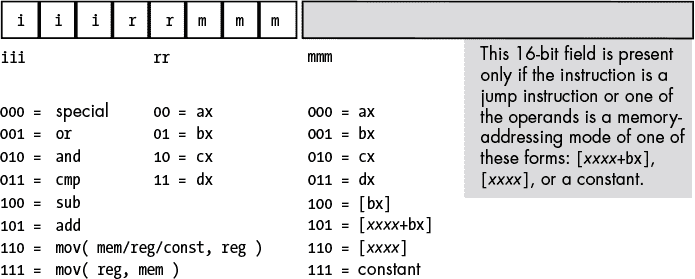 i i i r r m m m
iii rr mmm
This 16-bit field is present
only if the instruction is a
jump instruction or one of
the operands is a memory-
addressing mode of one of
these forms: [xxxx+bx],
[xxxx], or a constant.
000 = special 00 = ax 000 = ax
001 = or 01 = bx 001 = bx
010 = and 10 = cx 010 = cx
011 = cmp 11 = dx 011 = dx
100 = sub 100 = [bx]
101 = add 101 = [xxxx+bx]
110 = mov( mem/reg/const, reg ) 110 = [xxxx]
111 = mov( reg, mem ) 111 = constant